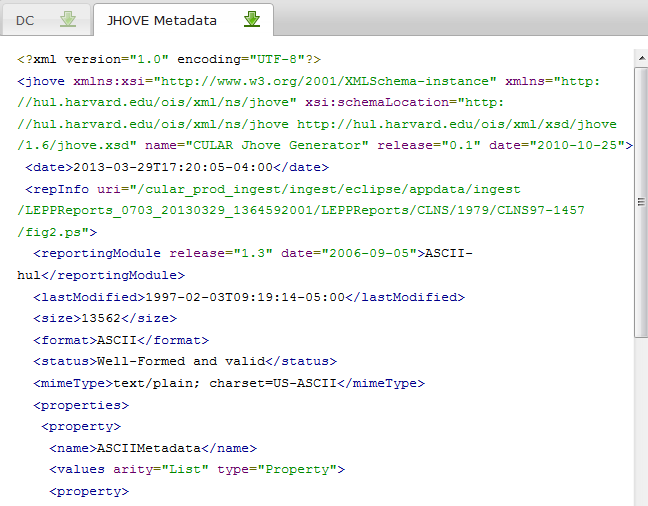 DC
JHOVE Metadata
<?xml version="1.0" encoding="UTF-8"?>
<jhove xmlns:xsi="http://www.w3.org/2001/XMLSchema-instance" xmlns="http:
//hul.harvard.edu/ois/xml/ns/jhove" xsi:schemaLocation="http:
//hul.harvard.edu/ois/xml/ns/jhove http://hul.harvard.edu/ois/xml/xsd/jhove
/1.6/jhove.xsd" name="CULAR Jhove Generator" release="0.1" date="2010-10-25">
<date>2013-03-29T17:20:05-04:00</date>
<repInfo uri="/cular_prod_ingest/ingest/eclipse/appdata/ingest
/LEPPReports_0703_20130329_1364592001/LEPPReports/CLNS/1979/CLNS97-1457
/fig2.ps">
<reportingModule release="1.3" date="2006-09-05">ASCII-
hul</reportingModule>
<lastModified>1997-02-03T09:19:14-05:00</lastModified>
<size>13562</size>
<format>ASCII</format>
<status>Well-Formed and valid</status>
<mimeType>text/plain; charset=US-ASCII</mimeType>
<properties>
<property>
<name>ASCIIMetadata</name>
<values arity="List" type="Property">
<property>